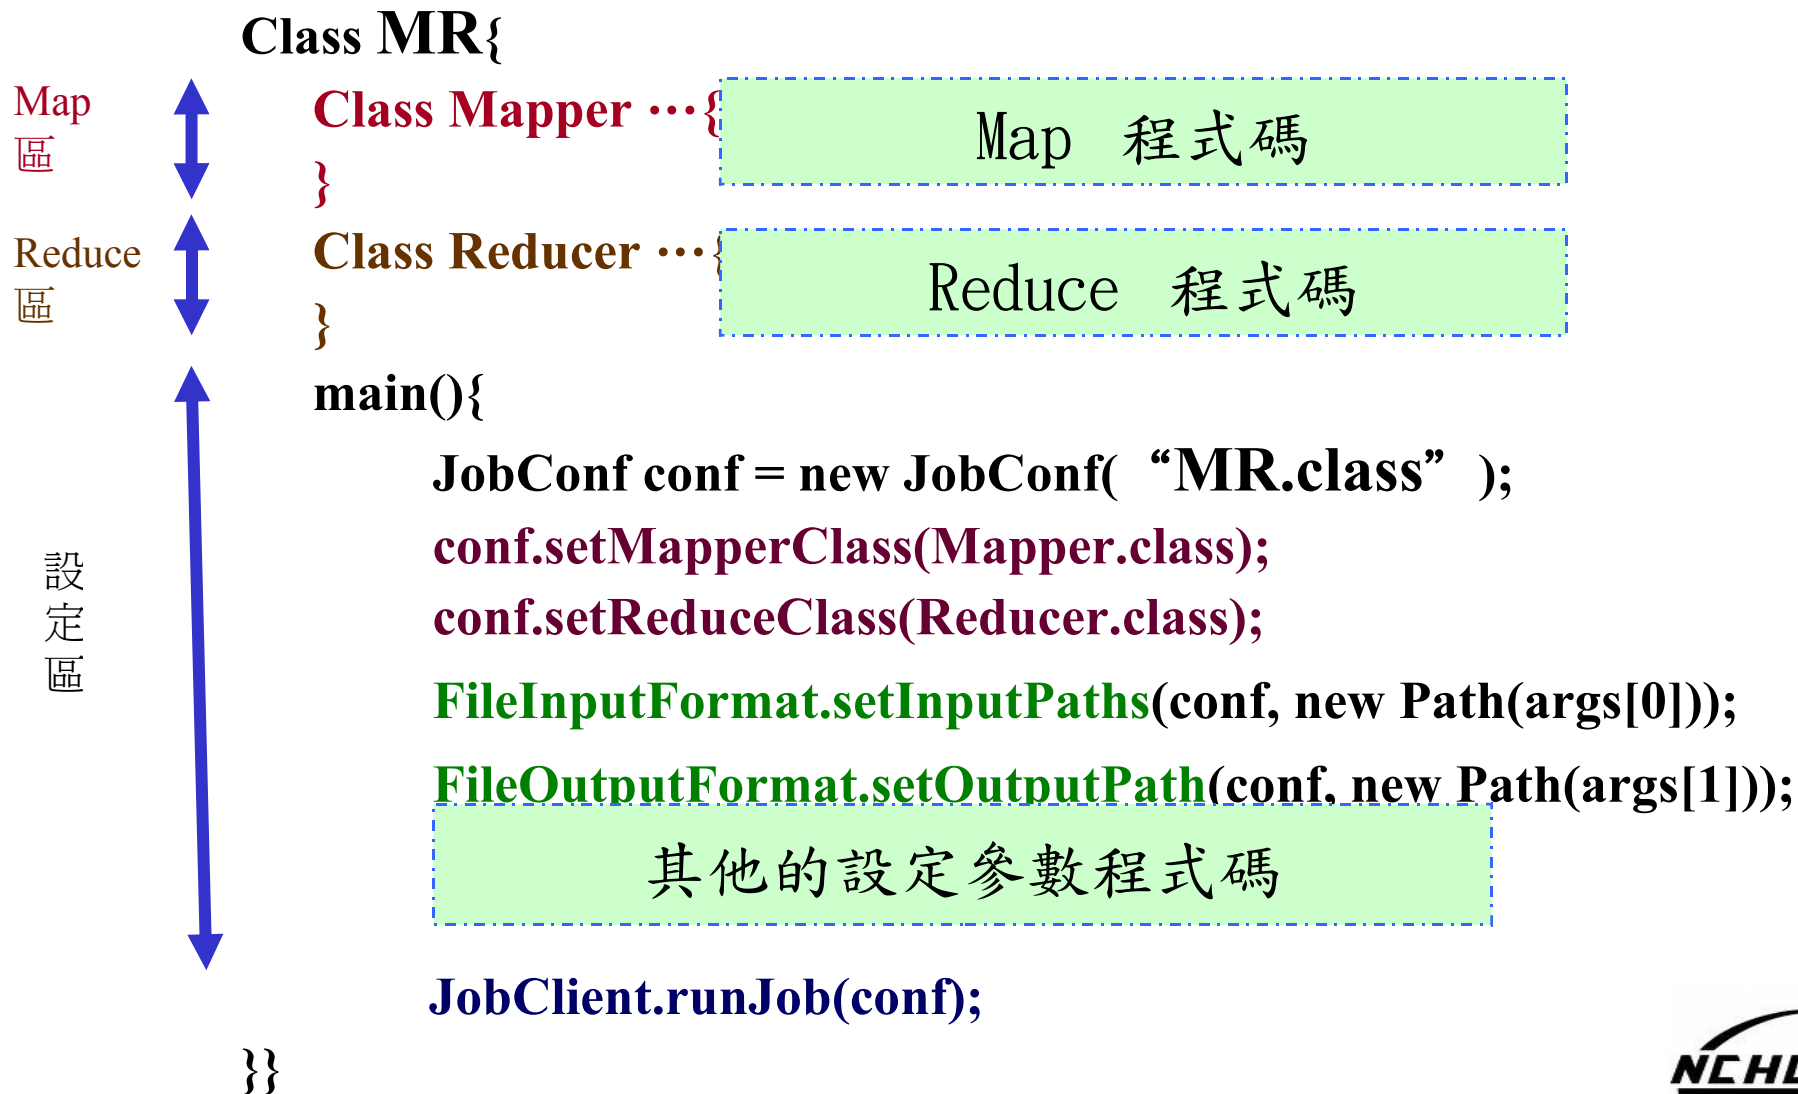 Class MR{
Map
區
Class Mapper ⋯{
Map 程式碼
}
Reduce
區
Class Reducer ⋯{
Reduce 程式碼
}
main(){
設
定
區
JobConf conf = new JobConf( “MR.class” );
conf.setMapperClass(Mapper.class);
conf.setReduceClass(Reducer.class);
FileInputFormat.setInputPaths(conf, new Path(args[0]));
FileOutputFormat.setOutputPath(conf, new Path(args[1]));
其他的設定參數程式碼
JobClient.runJob(conf);
}}